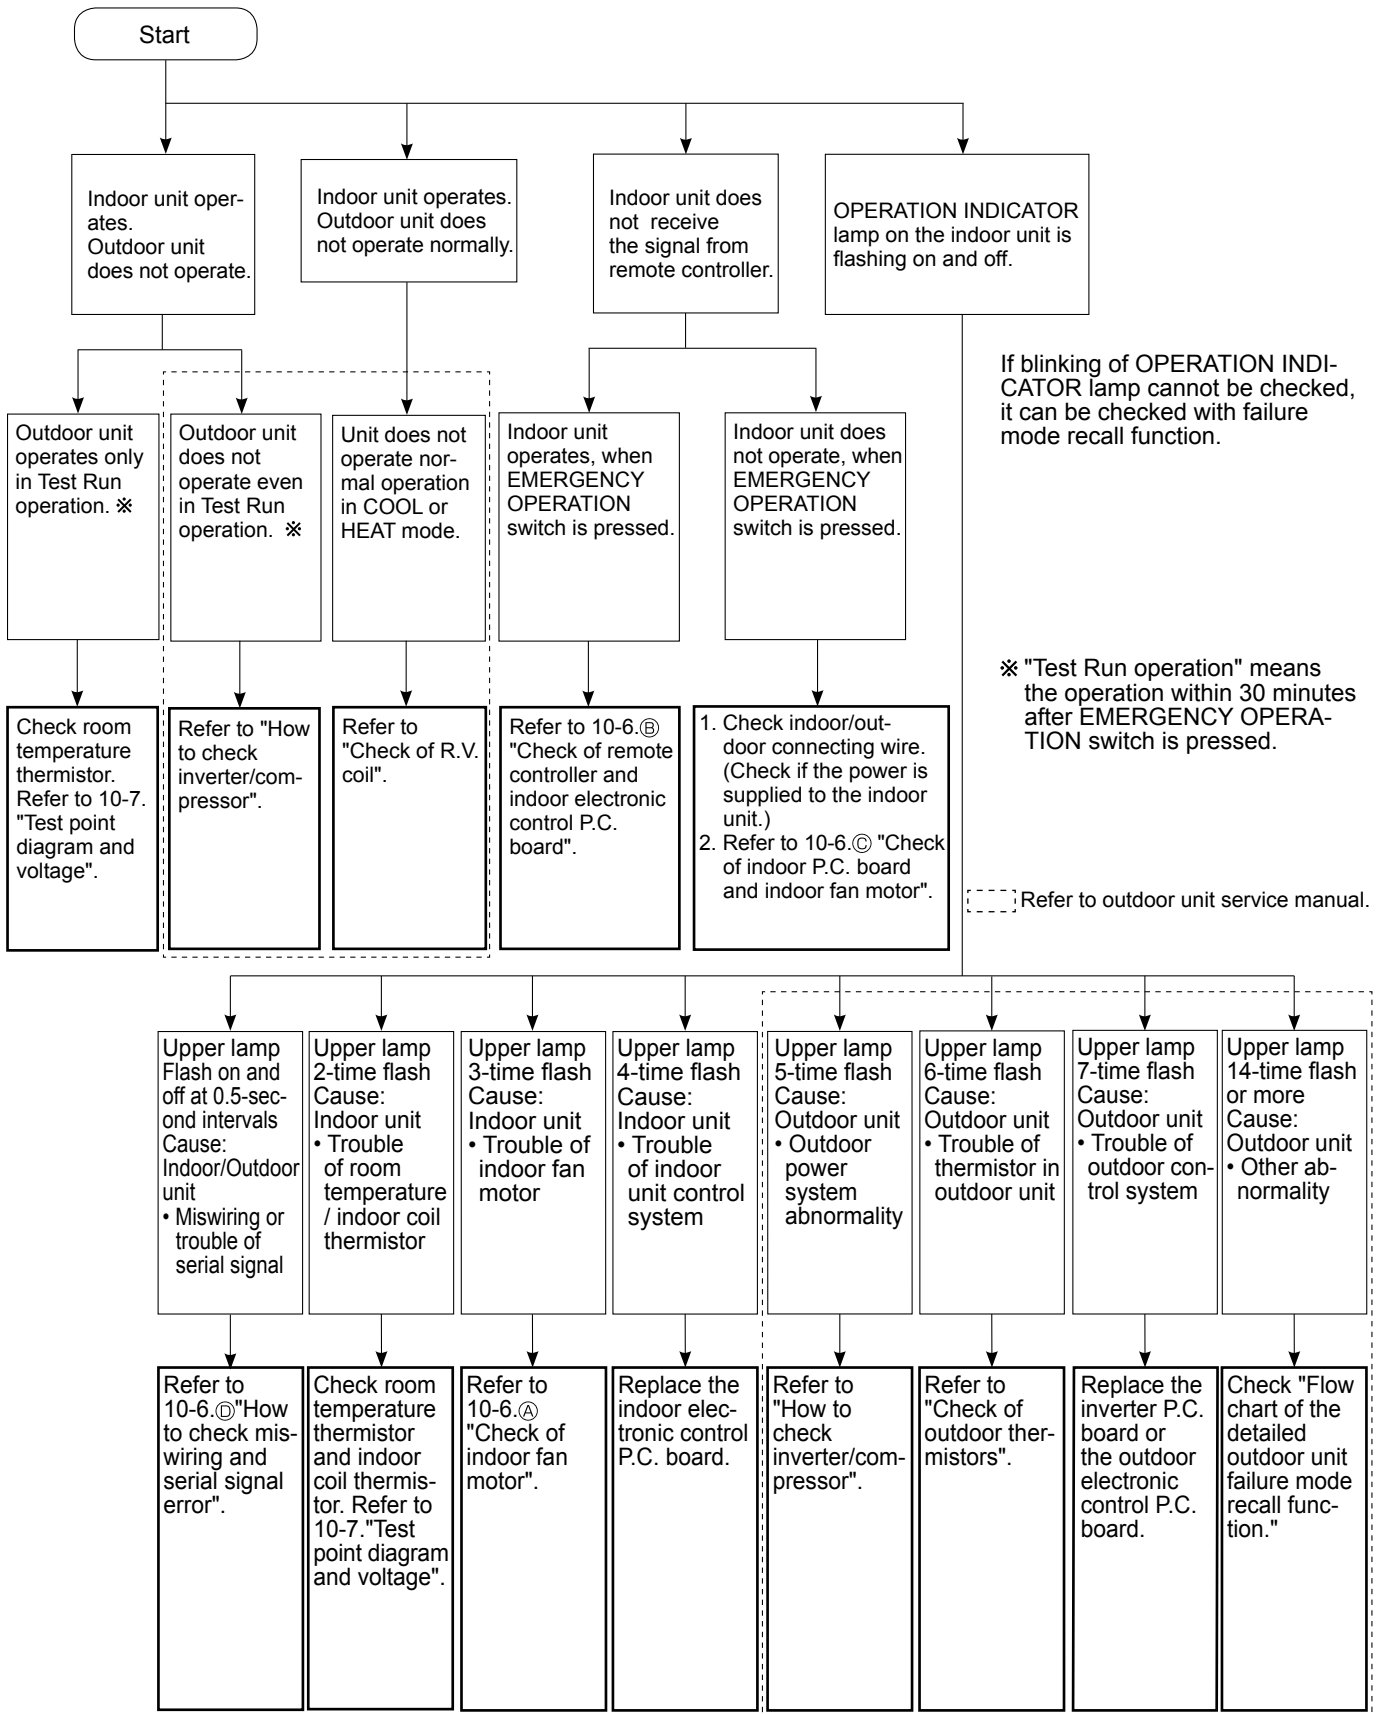 Start
Indoor unit oper-
ates.
Outdoor unit
does not operate.
Indoor unit operates.
Outdoor unit does
not operate normally.
Indoor unit does
not receive
the signal from
remote controller.
OPERATION INDICATOR
lamp on the indoor unit is
flashing on and off.
If blinking of OPERATION INDI-
CATOR lamp cannot be checked,
it can be checked with failure
mode recall function.
Outdoor unit
operates only
in Test Run
operation. ※
Outdoor unit
does not
operate even
in Test Run
operation. ※
Unit does not
operate nor-
mal operation
in COOL or
HEAT mode.
Indoor unit
operates, when
EMERGENCY
OPERATION
switch is pressed.
Indoor unit does
not operate, when
EMERGENCY
OPERATION
switch is pressed.
※ "Test Run operation" means
the operation within 30 minutes
after EMERGENCY OPERA-
TION switch is pressed.
Check room
temperature
thermistor.
Refer to 10-7.
"Test point
diagram and
voltage".
Refer to "How
to check
inverter/com-
pressor".
Refer to
"Check of R.V.
coil".
Refer to 10-6.Ⓑ
"Check of remote
controller and
indoor electronic
control P.C.
board".
1. Check indoor/out-
door connecting wire.
(Check if the power is
supplied to the indoor
unit.)
2. Refer to 10-6.Ⓒ "Check
of indoor P.C. board
and indoor fan motor".
Refer to outdoor unit service manual.
Upper lamp
Flash on and
off at 0.5-sec-
ond intervals
Cause:
Indoor/Outdoor
unit
• Miswiring or
trouble of
serial signal
Upper lamp
2-time flash
Cause:
Indoor unit
• Trouble
of room
temperature
/ indoor coil
thermistor
Upper lamp
3-time flash
Cause:
Indoor unit
• Trouble of
indoor fan
motor
Upper lamp
4-time flash
Cause:
Indoor unit
• Trouble
of indoor
unit control
system
Upper lamp
5-time flash
Cause:
Outdoor unit
• Outdoor
power
system
abnormality
Upper lamp
6-time flash
Cause:
Outdoor unit
• Trouble of
thermistor in
outdoor unit
Upper lamp
7-time flash
Cause:
Outdoor unit
• Trouble of
outdoor con-
trol system
Upper lamp
14-time flash
or more
Cause:
Outdoor unit
• Other ab-
normality
Refer to
10-6.Ⓓ"How
to check mis-
wiring and
serial signal
error".
Check room
temperature
thermistor
and indoor
coil thermis-
tor. Refer to
10-7."Test
point diagram
and voltage".
Refer to
10-6.Ⓐ
"Check of
indoor fan
motor".
Replace the
indoor elec-
tronic control
P.C. board.
Refer to
"How to
check
inverter/com-
pressor".
Refer to
"Check of
outdoor ther-
mistors".
Replace the
inverter P.C.
board or
the outdoor
electronic
control P.C.
board.
Check "Flow
chart of the
detailed
outdoor unit
failure mode
recall func-
tion."